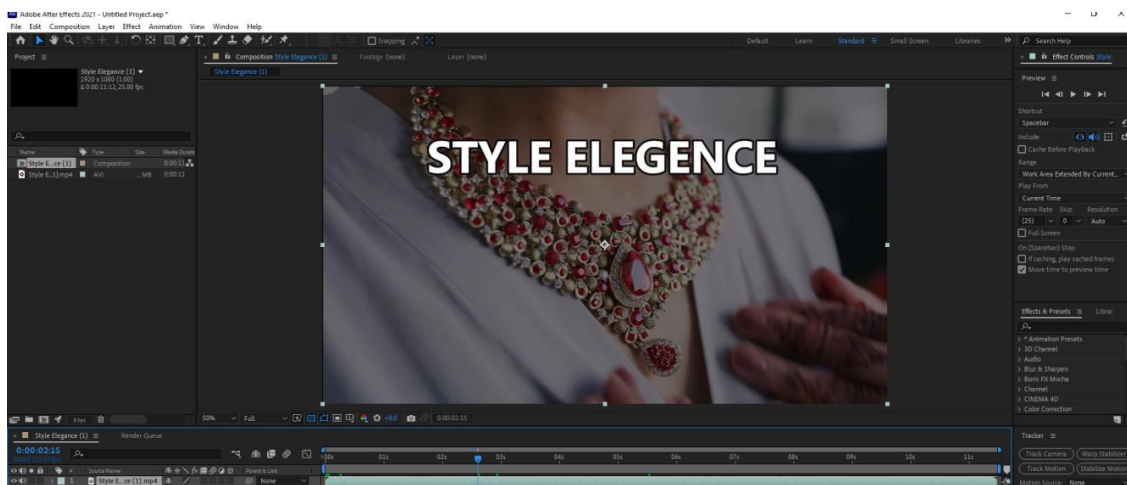 Adobe After Effects 2021 - Untitled Project.aep *
File Edit Composition Layer Effect Animation View Window Help
Snapping
Default Learn Standard Small Screen Libraries
Search Help
Project
Composition Style Elegance (1)
Footage (none)
Layer (none)
Effect Controls Style
Style Elegance (1)
1920 x 1080 (1.00)
Δ 0:00:11:12, 25.00 fps
Style Elegance (1)
Preview
Shortcut
Spacebar
Include:
Cache Before Playback
Range
Work Area Extended By Current...
Play From
Current Time
Frame Rate Skip Resolution
(25) 0 Auto
Full Screen
On (Spacebar) Stop:
If caching, play cached frames
Move time to preview time
Name Type Size Media Durati
Style E...ce (1) Composition 0:00:11
Style E...1).mp4 AVI ... MB 0:00:11
STYLE ELEGENCE
Effects & Presets Librar
* Animation Presets
3D Channel
Audio
Blur & Sharpen
Boris FX Mocha
Channel
CINEMA 4D
Color Correction
8 bpc
50% Full +0.0 0:00:02:15
Style Elegance (1) Render Queue
0:00:02:15
01s 02s 03s 04s 05s 06s 07s 08s 09s 10s 11s
# Source Name Parent & Link
1 Style E...ce (1).mp4 None
Tracker
Track Camera Warp Stabilizer
Track Motion Stabilize Motion
Motion Source None